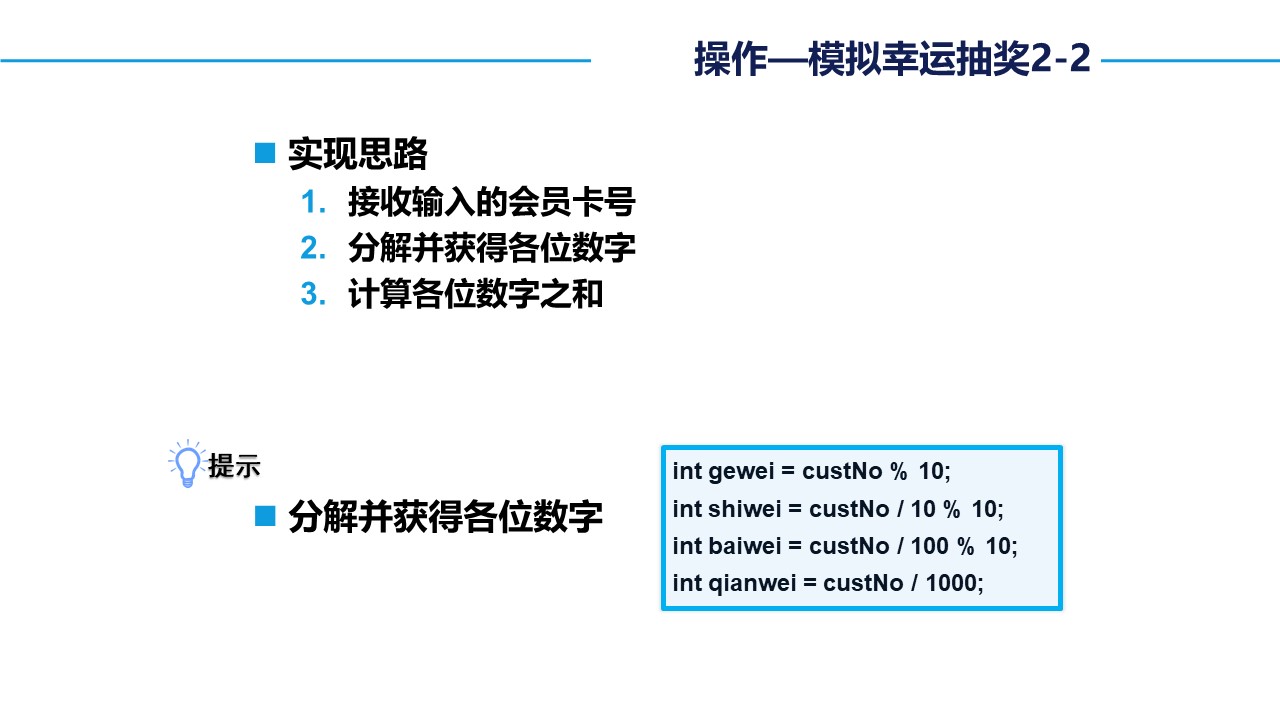 操作—模拟幸运抽奖2-2
■ 实现思路
1. 接收输入的会员卡号
2. 分解并获得各位数字
3. 计算各位数字之和
提示
■ 分解并获得各位数字
int gewei = custNo % 10;
int shiwei = custNo / 10 % 10;
int baiwei = custNo / 100 % 10;
int qianwei = custNo / 1000;